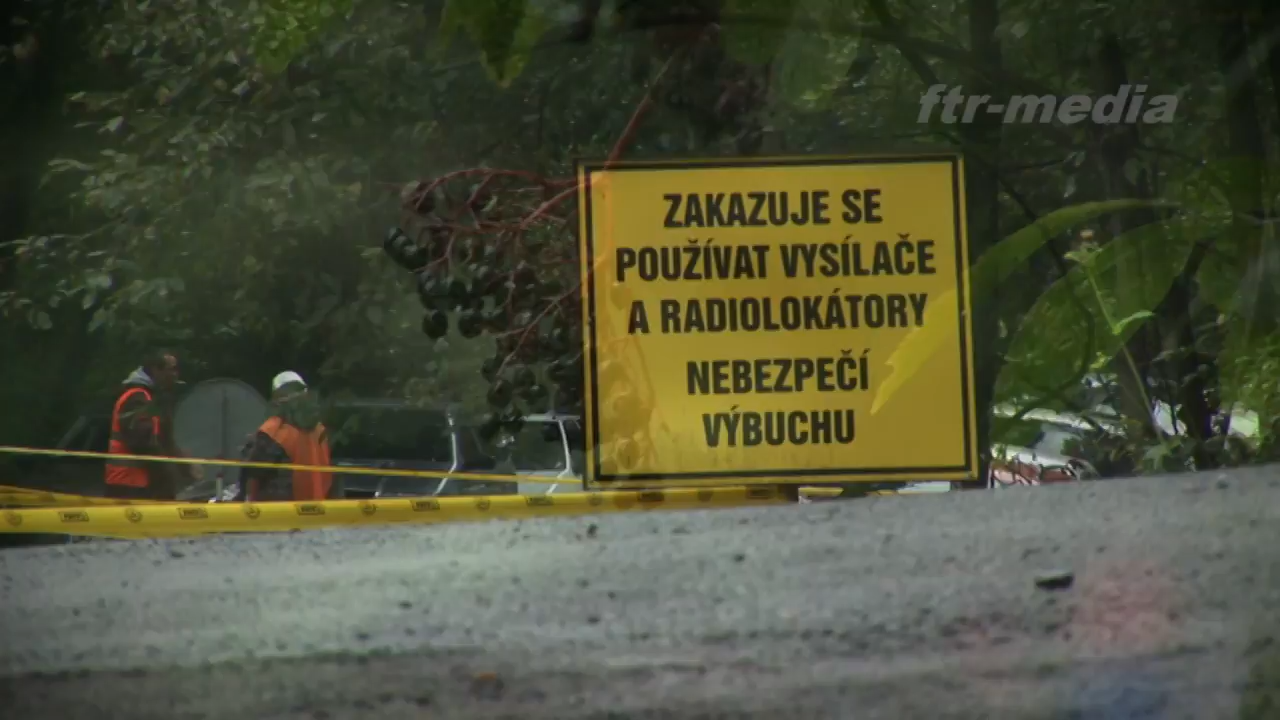 ftr-media
ZAKAZUJE SE
POUŽÍVAT VYSÍLAČE
A RADIOLOKÁTORY
NEBEZPEČÍ
VÝBUCHU